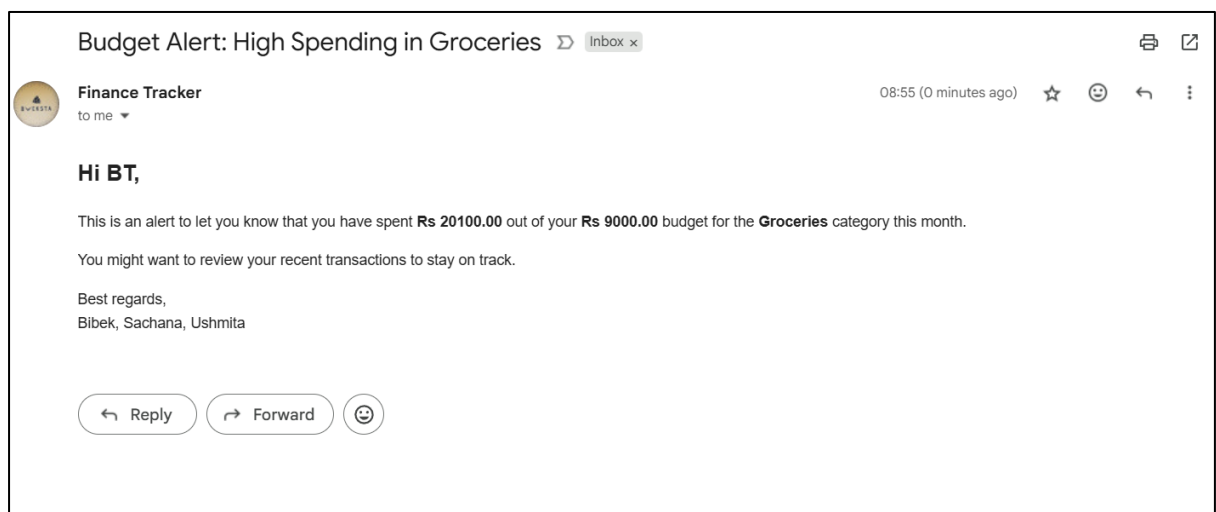 Budget Alert: High Spending in Groceries Inbox x
Finance Tracker 08:55 (0 minutes ago)
to me
Hi BT,
This is an alert to let you know that you have spent Rs 20100.00 out of your Rs 9000.00 budget for the Groceries category this month.
You might want to review your recent transactions to stay on track.
Best regards,
Bibek, Sachana, Ushmita
Reply Forward